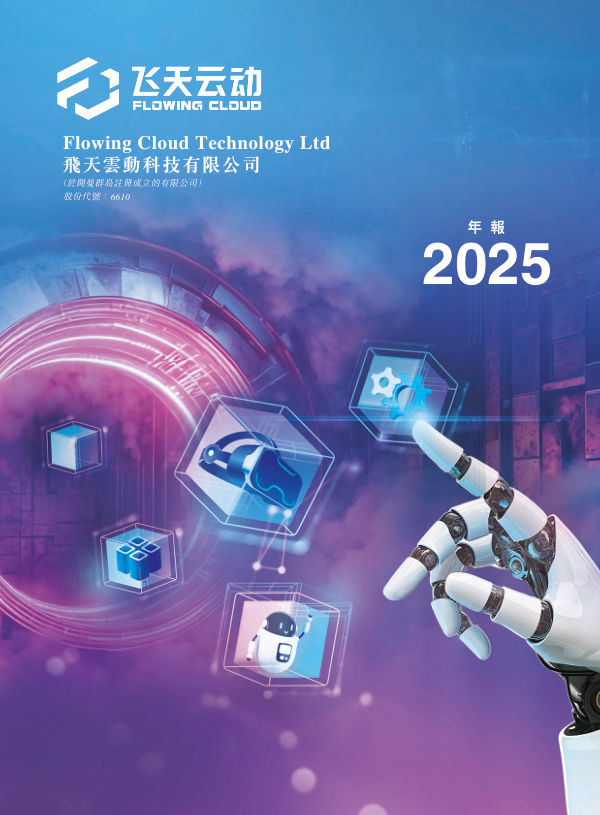 飞天云动
FLOWING CLOUD
Flowing Cloud Technology Ltd
飛天雲動科技有限公司
(於開曼群島註冊成立的有限公司)
股份代號：6610
年報
2025